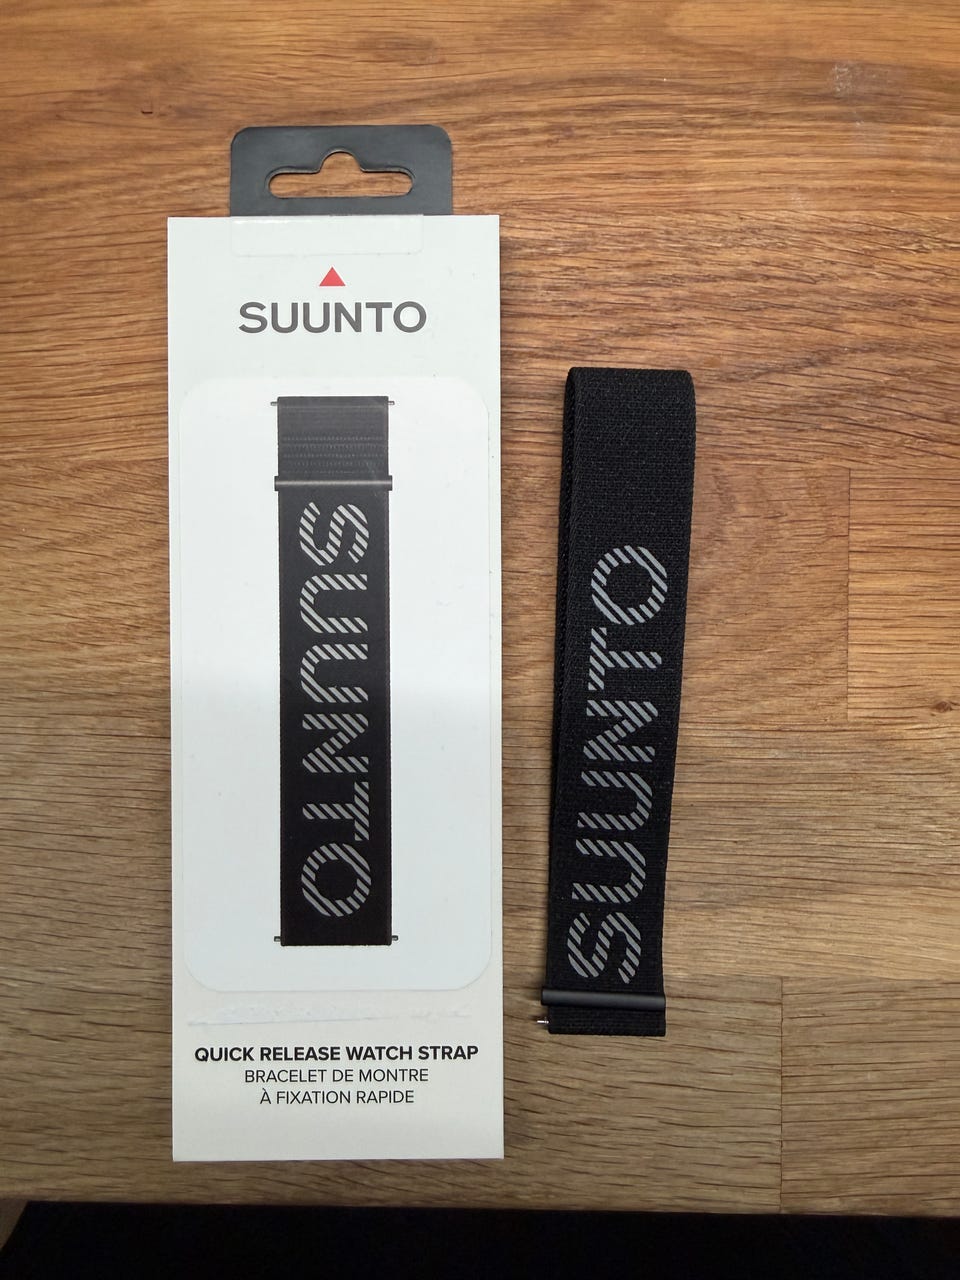 SUUNTO
SUUNTO
QUICK RELEASE WATCH STRAP
BRACELET DE MONTRE
À FIXATION RAPIDE
SUUNTO